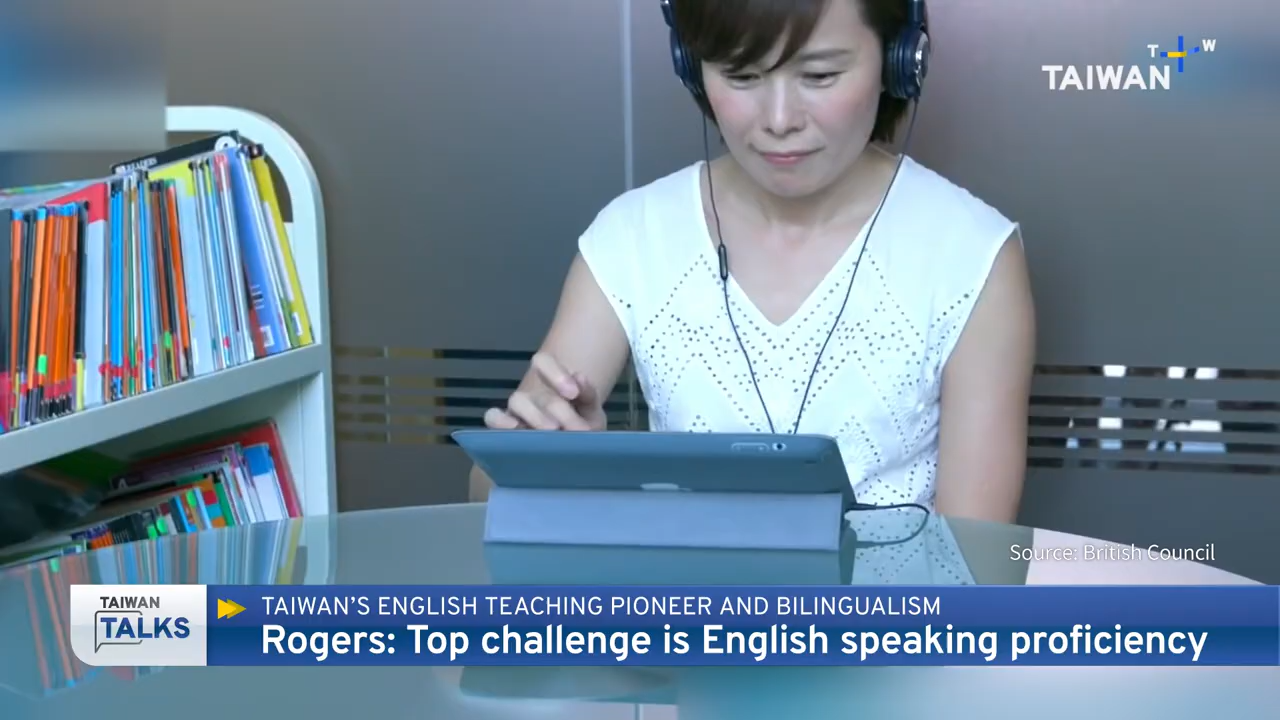 T W
TAIWAN
READERS
Source: British Council
TAIWAN
TALKS
TAIWAN'S ENGLISH TEACHING PIONEER AND BILINGUALISM
Rogers: Top challenge is English speaking proficiency